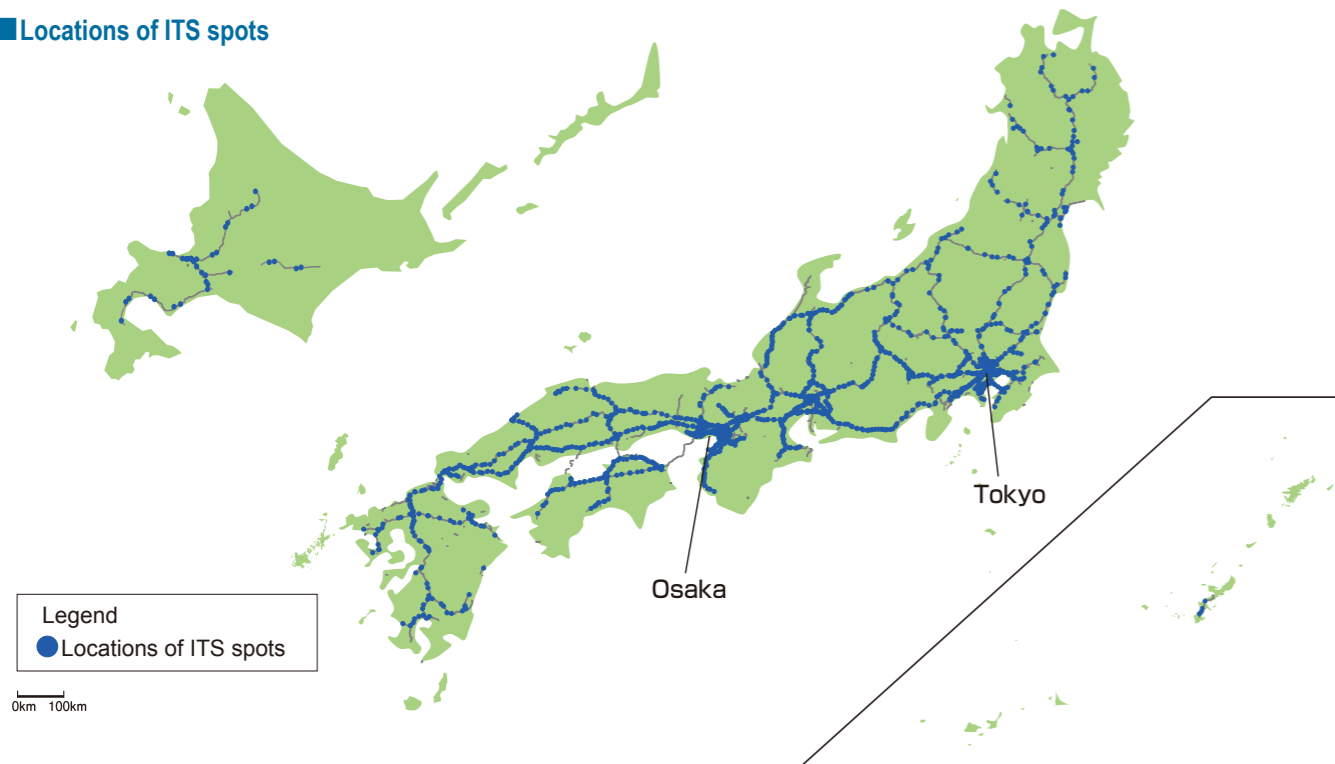 Locations of ITS spots
Tokyo
Osaka
Legend
Locations of ITS spots
0km 100km